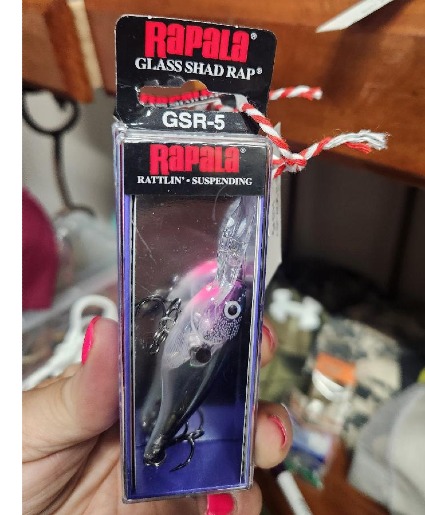 RAPALA®
GLASS SHAD RAP®
GSR-5
RAPALA®
RATTLIN' • SUSPENDING